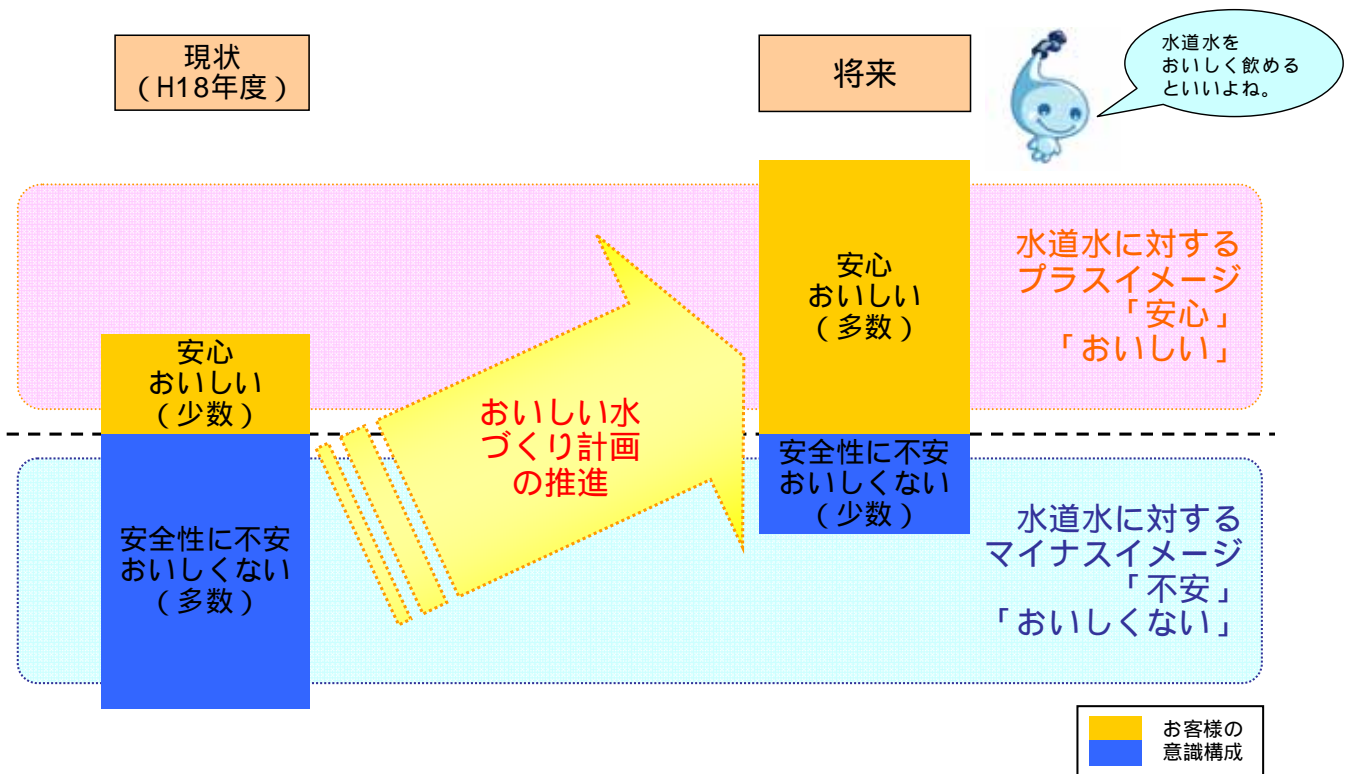 現状
（H18年度）
将来
水道水を
おいしく飲める
といいよね。
安心
おいしい
（少数）
安全性に不安
おいしくない
（多数）
おいしい水
づくり計画
の推進
安心
おいしい
（多数）
安全性に不安
おいしくない
（少数）
水道水に対する
プラスイメージ
「安心」
「おいしい」
水道水に対する
マイナスイメージ
「不安」
「おいしくない」
お客様の
意識構成